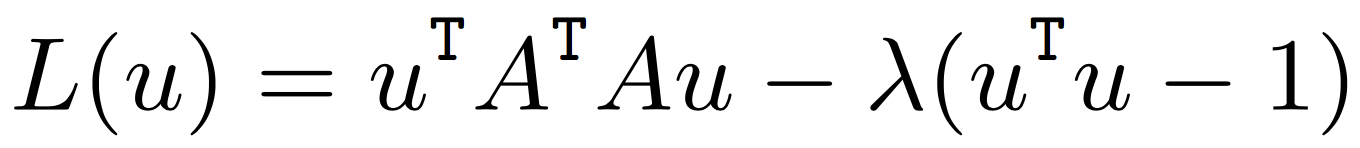 L(u) = uᵀAᵀAu − λ(uᵀu − 1)